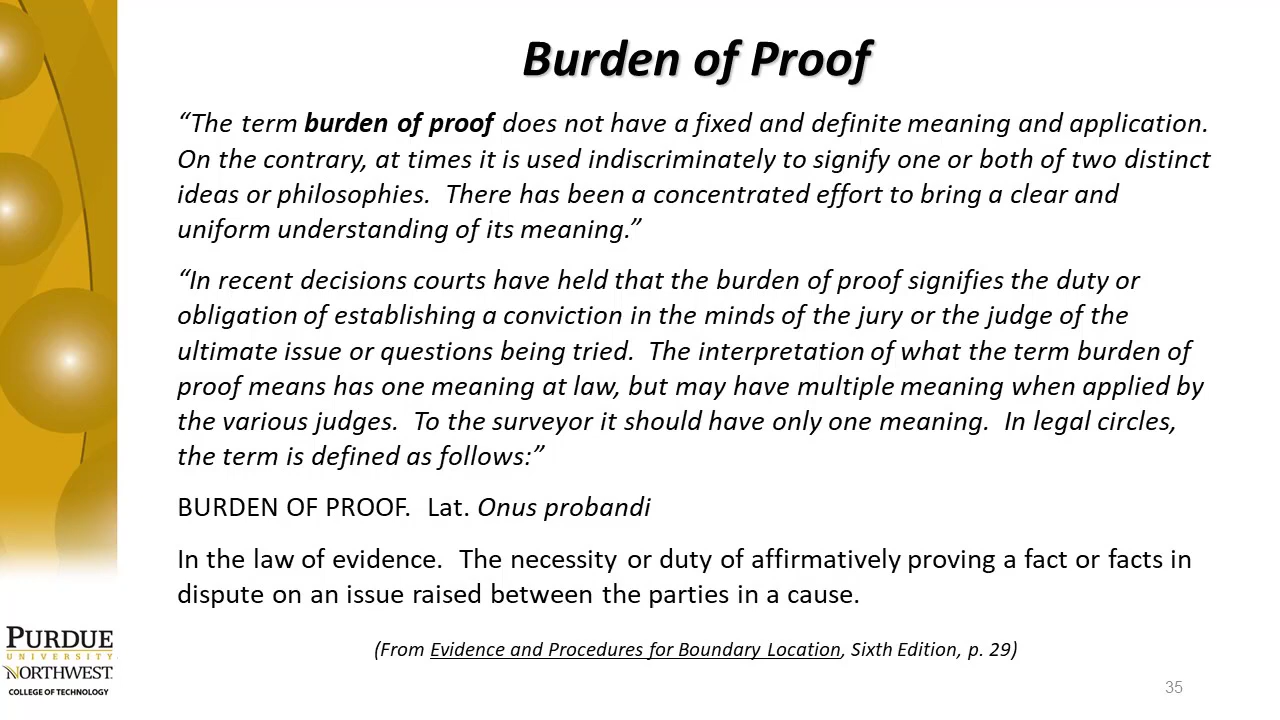 Burden of Proof
“The term burden of proof does not have a fixed and definite meaning and application.
On the contrary, at times it is used indiscriminately to signify one or both of two distinct
ideas or philosophies.  There has been a concentrated effort to bring a clear and
uniform understanding of its meaning.”
“In recent decisions courts have held that the burden of proof signifies the duty or
obligation of establishing a conviction in the minds of the jury or the judge of the
ultimate issue or questions being tried.  The interpretation of what the term burden of
proof means has one meaning at law, but may have multiple meaning when applied by
the various judges.  To the surveyor it should have only one meaning.  In legal circles,
the term is defined as follows:”
BURDEN OF PROOF.  Lat. Onus probandi
In the law of evidence.  The necessity or duty of affirmatively proving a fact or facts in
dispute on an issue raised between the parties in a cause.
(From Evidence and Procedures for Boundary Location, Sixth Edition, p. 29)
PURDUE
UNIVERSITY
NORTHWEST
COLLEGE OF TECHNOLOGY
35